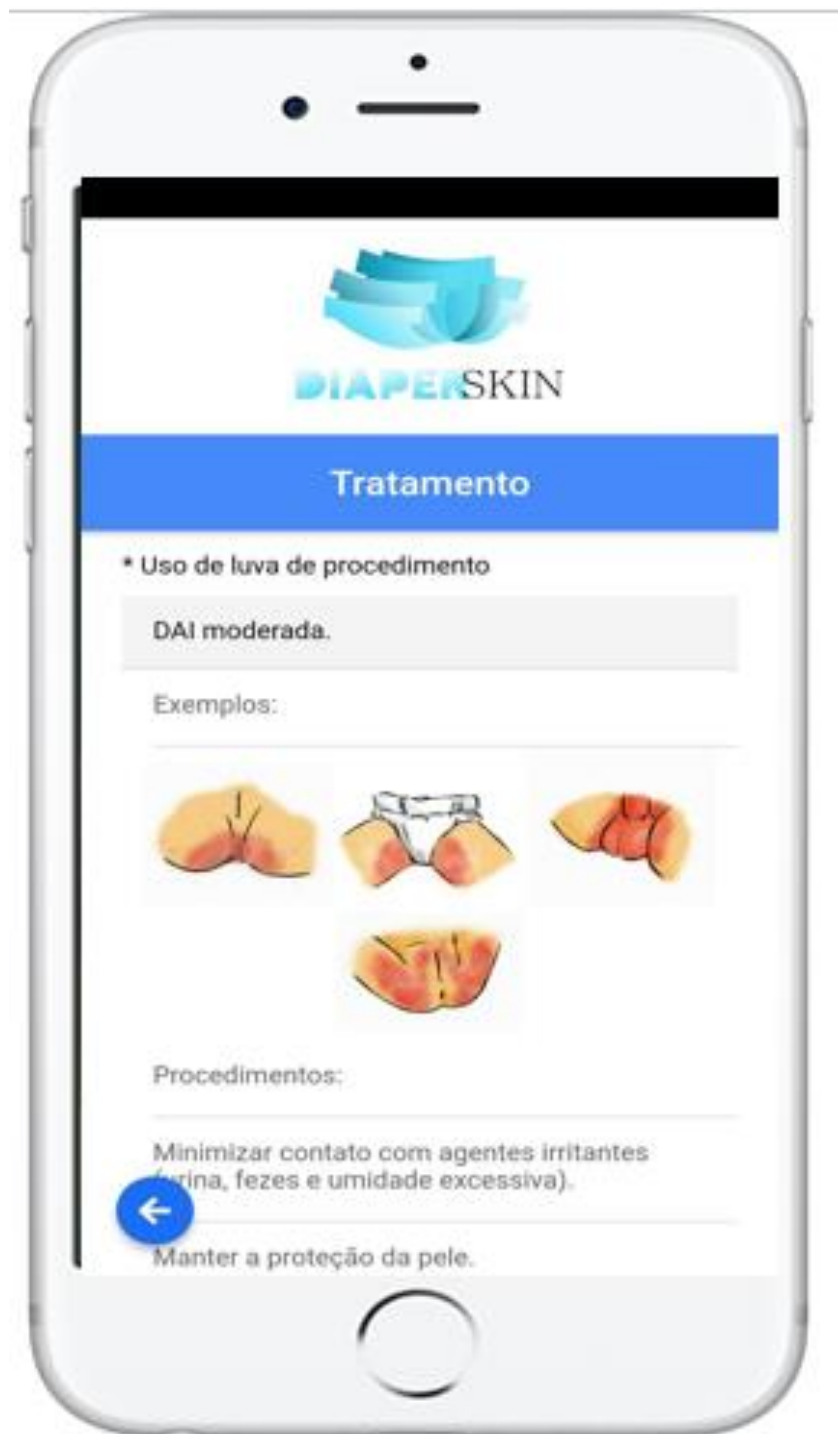 DIAPERSKIN
Tratamento
* Uso de luva de procedimento
DAI moderada.
Exemplos:
Procedimentos:
Minimizar contato com agentes irritantes
(urina, fezes e umidade excessiva).
Manter a proteção da pele.